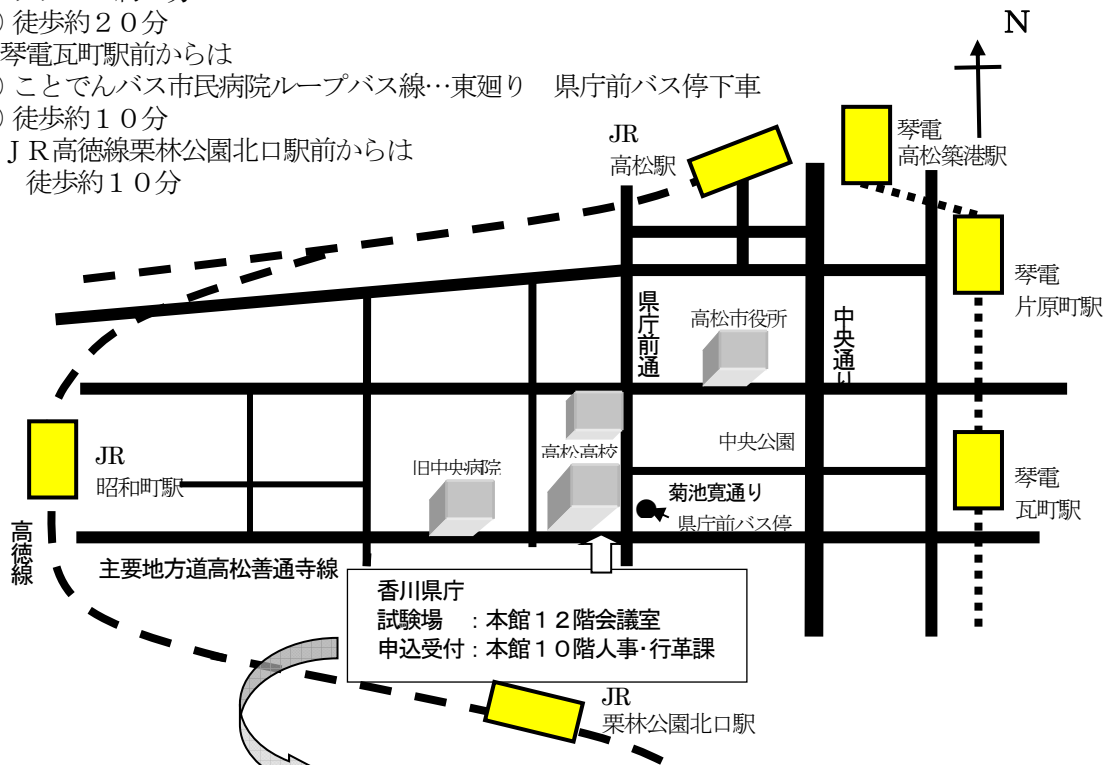 ）徒歩約２０分
琴電瓦町駅前からは
）ことでんバス市民病院ループバス線…東廻り　県庁前バス停下車
）徒歩約１０分
ＪＲ高徳線栗林公園北口駅前からは
徒歩約１０分
N
JR
高松駅
琴電
高松築港駅
琴電
片原町駅
県庁前通
高松市役所
中央通り
JR
昭和町駅
旧中央病院
高松高校
中央公園
菊池寛通り
県庁前バス停
琴電
瓦町駅
高徳線
主要地方道高松善通寺線
香川県庁
試験場　：本館１２階会議室
申込受付：本館１０階人事･行革課
JR
栗林公園北口駅